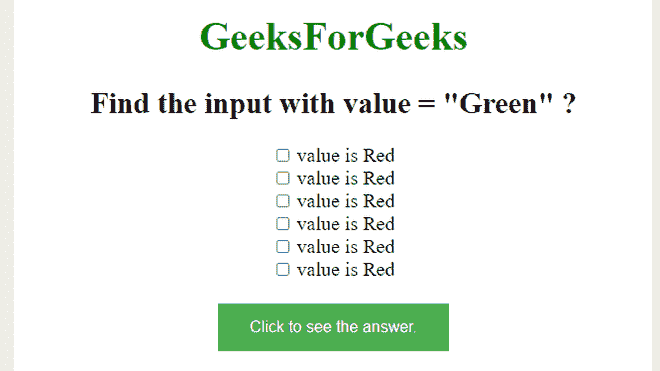 GeeksForGeeks
Find the input with value = "Green" ?
value is Red
value is Red
value is Red
value is Red
value is Red
value is Red
Click to see the answer.